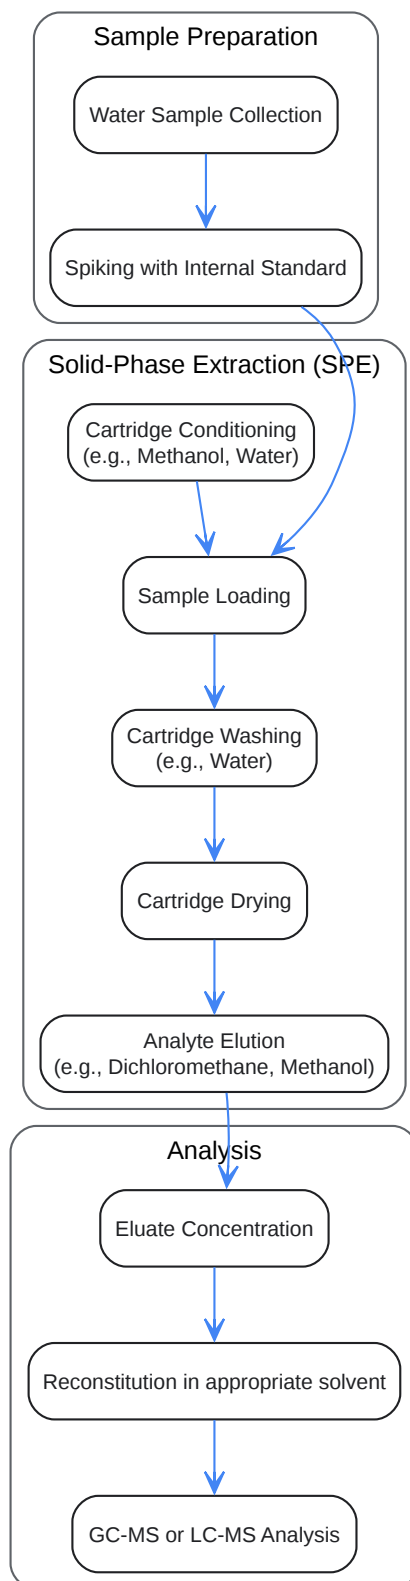 Sample Preparation
Water Sample Collection
Spiking with Internal Standard
Solid-Phase Extraction (SPE)
Cartridge Conditioning
(e.g., Methanol, Water)
Sample Loading
Cartridge Washing
(e.g., Water)
Cartridge Drying
Analyte Elution
(e.g., Dichloromethane, Methanol)
Analysis
Eluate Concentration
Reconstitution in appropriate solvent
GC-MS or LC-MS Analysis